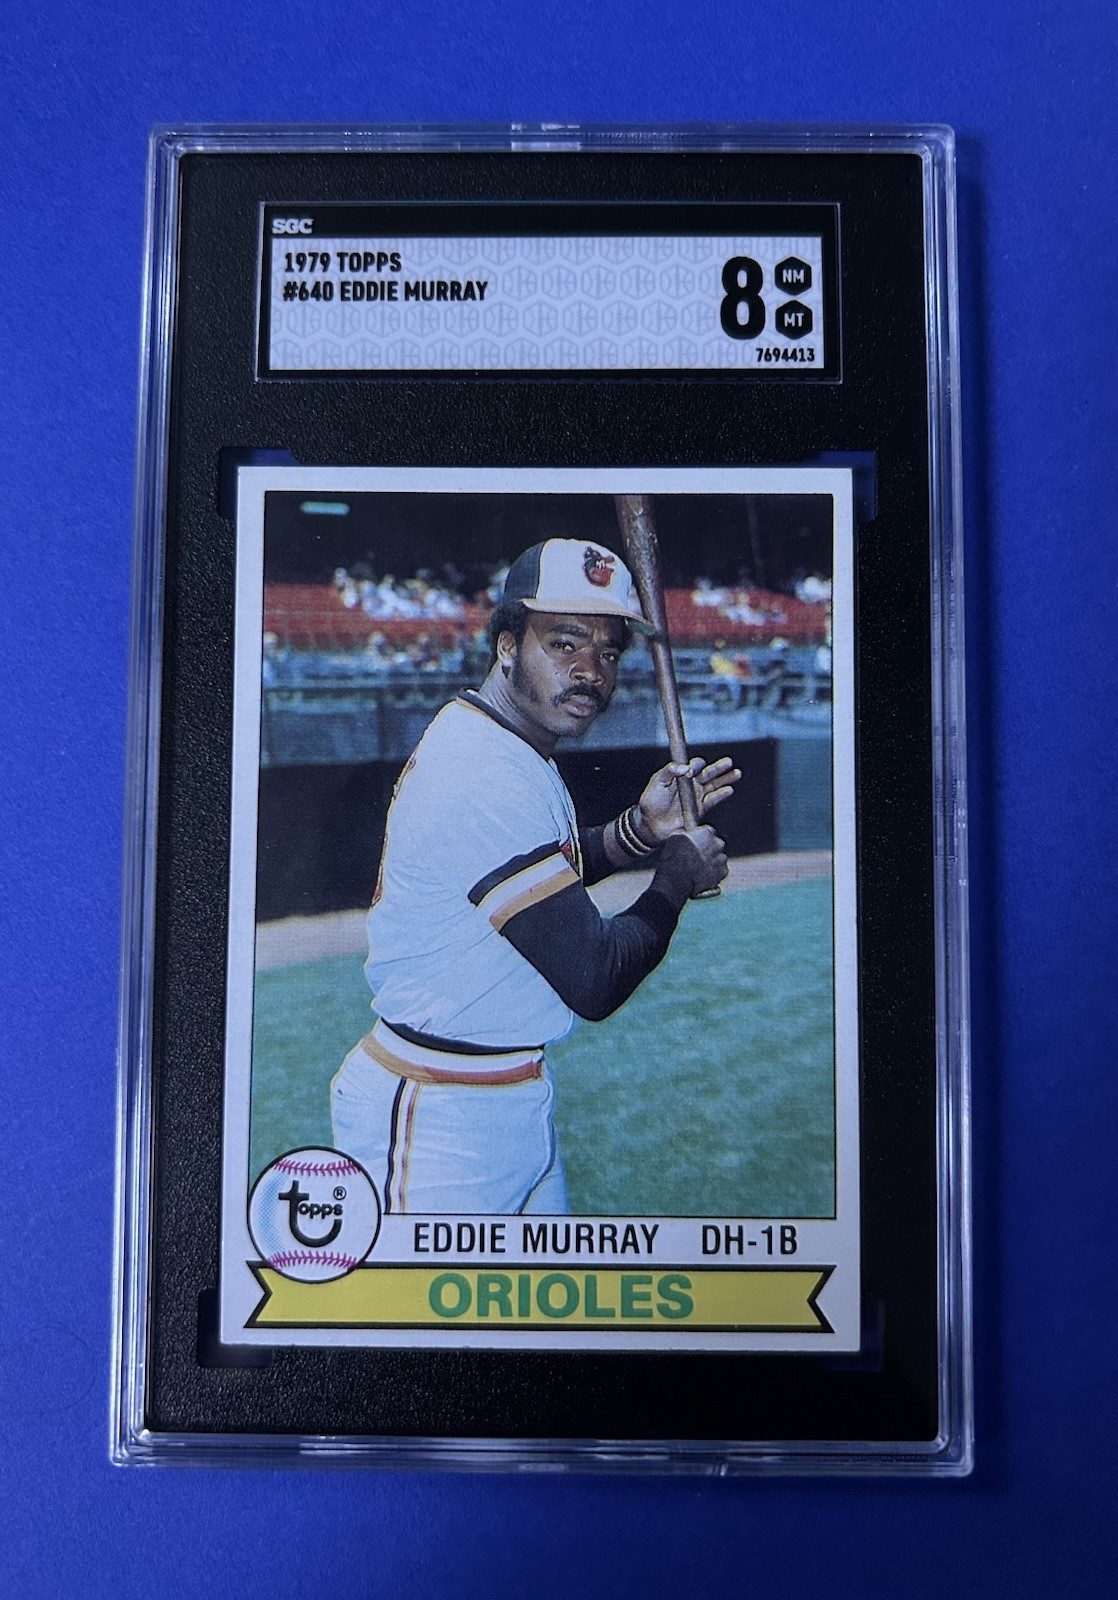 SGC
1979 TOPPS
#640 EDDIE MURRAY
8 NM MT
7694413
topps®
EDDIE MURRAY DH-1B
ORIOLES